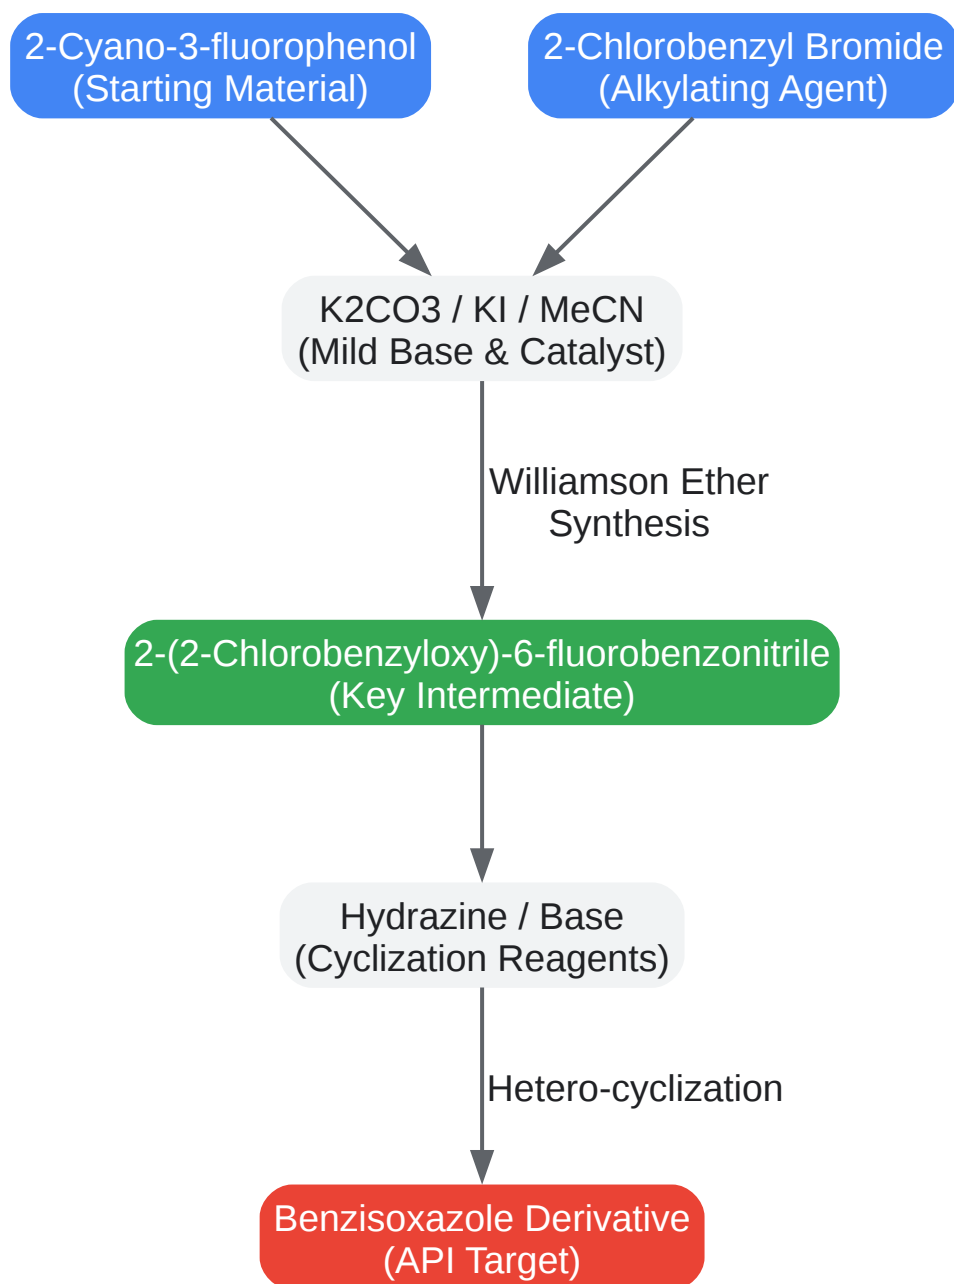 2-Cyano-3-fluorophenol
(Starting Material)
2-Chlorobenzyl Bromide
(Alkylating Agent)
K2CO3 / KI / MeCN
(Mild Base & Catalyst)
Williamson Ether
Synthesis
2-(2-Chlorobenzyloxy)-6-fluorobenzonitrile
(Key Intermediate)
Hydrazine / Base
(Cyclization Reagents)
Hetero-cyclization
Benzisoxazole Derivative
(API Target)